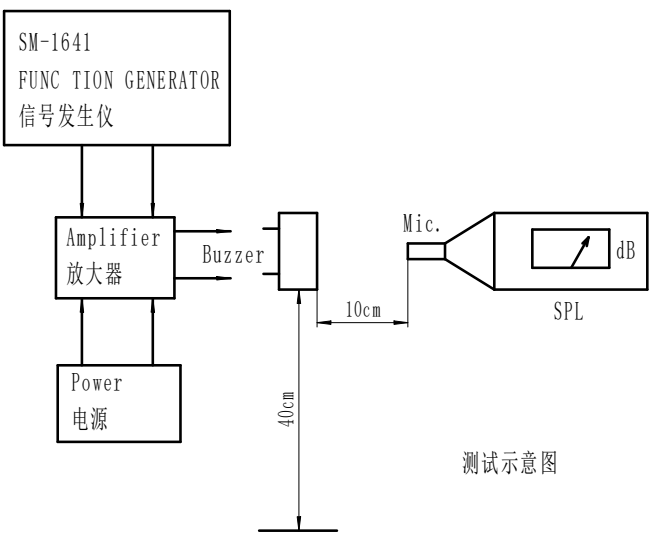 SM-1641
FUNC TION GENERATOR
信号发生仪
Amplifier
放大器
Buzzer
Mic.
dB
SPL
10cm
40cm
Power
电源
测试示意图